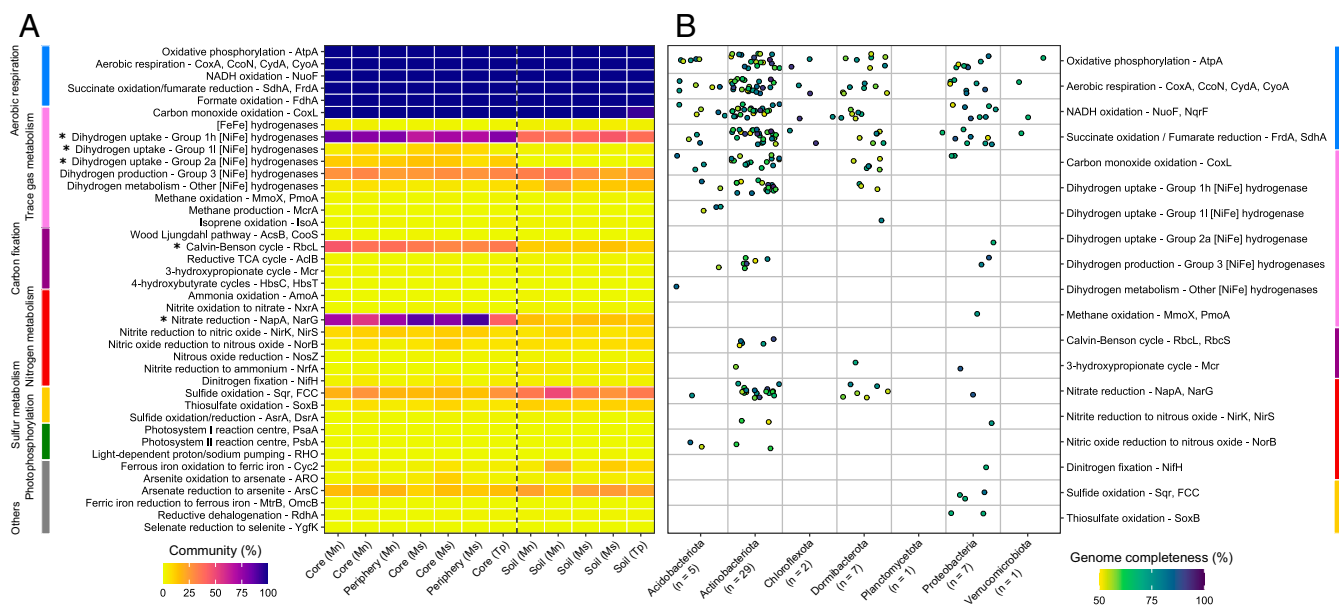 A
Aerobic respiration
Trace gas metabolism
Carbon fixation
Nitrogen metabolism
Sulfur metabolism
Photophosphorylation
Others
Oxidative phosphorylation - AtpA
Aerobic respiration - CoxA, CcoN, CydA, CyoA
NADH oxidation - NuoF
Succinate oxidation/fumarate reduction - SdhA, FrdA
Formate oxidation - FdhA
Carbon monoxide oxidation - CoxL
[FeFe] hydrogenases
* Dihydrogen uptake - Group 1h [NiFe] hydrogenases
* Dihydrogen uptake - Group 1l [NiFe] hydrogenases
* Dihydrogen uptake - Group 2a [NiFe] hydrogenases
Dihydrogen production - Group 3 [NiFe] hydrogenases
Dihydrogen metabolism - Other [NiFe] hydrogenases
Methane oxidation - MmoX, PmoA
Methane production - McrA
Isoprene oxidation - IsoA
Wood Ljungdahl pathway - AcsB, CooS
* Calvin-Benson cycle - RbcL
Reductive TCA cycle - AclB
3-hydroxypropionate cycle - Mcr
4-hydroxybutyrate cycles - HbsC, HbsT
Ammonia oxidation - AmoA
Nitrite oxidation to nitrate - NxrA
* Nitrate reduction - NapA, NarG
Nitrite reduction to nitric oxide - NirK, NirS
Nitric oxide reduction to nitrous oxide - NorB
Nitrous oxide reduction - NosZ
Nitrite reduction to ammonium - NrfA
Dinitrogen fixation - NifH
Sulfide oxidation - Sqr, FCC
Thiosulfate oxidation - SoxB
Sulfide oxidation/reduction - AsrA, DsrA
Photosystem I reaction centre, PsaA
Photosystem II reaction centre, PsbA
Light-dependent proton/sodium pumping - RHO
Ferrous iron oxidation to ferric iron - Cyc2
Arsenite oxidation to arsenate - ARO
Arsenate reduction to arsenite - ArsC
Ferric iron reduction to ferrous iron - MtrB, OmcB
Reductive dehalogenation - RdhA
Selenate reduction to selenite - YgfK
Core (Mn)
Core (Mn)
Periphery (Mn)
Core (Ms)
Core (Ms)
Periphery (Ms)
Core (Tp)
Soil (Mn)
Soil (Mn)
Soil (Ms)
Soil (Ms)
Soil (Tp)
Community (%)
0 25 50 75 100
B
Oxidative phosphorylation - AtpA
Aerobic respiration - CoxA, CcoN, CydA, CyoA
NADH oxidation - NuoF, NqrF
Succinate oxidation / Fumarate reduction - FrdA, SdhA
Carbon monoxide oxidation - CoxL
Dihydrogen uptake - Group 1h [NiFe] hydrogenase
Dihydrogen uptake - Group 1l [NiFe] hydrogenase
Dihydrogen uptake - Group 2a [NiFe] hydrogenase
Dihydrogen production - Group 3 [NiFe] hydrogenases
Dihydrogen metabolism - Other [NiFe] hydrogenases
Methane oxidation - MmoX, PmoA
Calvin-Benson cycle - RbcL, RbcS
3-hydroxypropionate cycle - Mcr
Nitrate reduction - NapA, NarG
Nitrite reduction to nitrous oxide - NirK, NirS
Nitric oxide reduction to nitrous oxide - NorB
Dinitrogen fixation - NifH
Sulfide oxidation - Sqr, FCC
Thiosulfate oxidation - SoxB
Acidobacteriota
(n = 5)
Actinobacteriota
(n = 29)
Chloroflexota
(n = 2)
Dormibacterota
(n = 7)
Planctomycetota
(n = 1)
Proteobacteria
(n = 7)
Verrucomicrobiota
(n = 1)
Genome completeness (%)
50 75 100